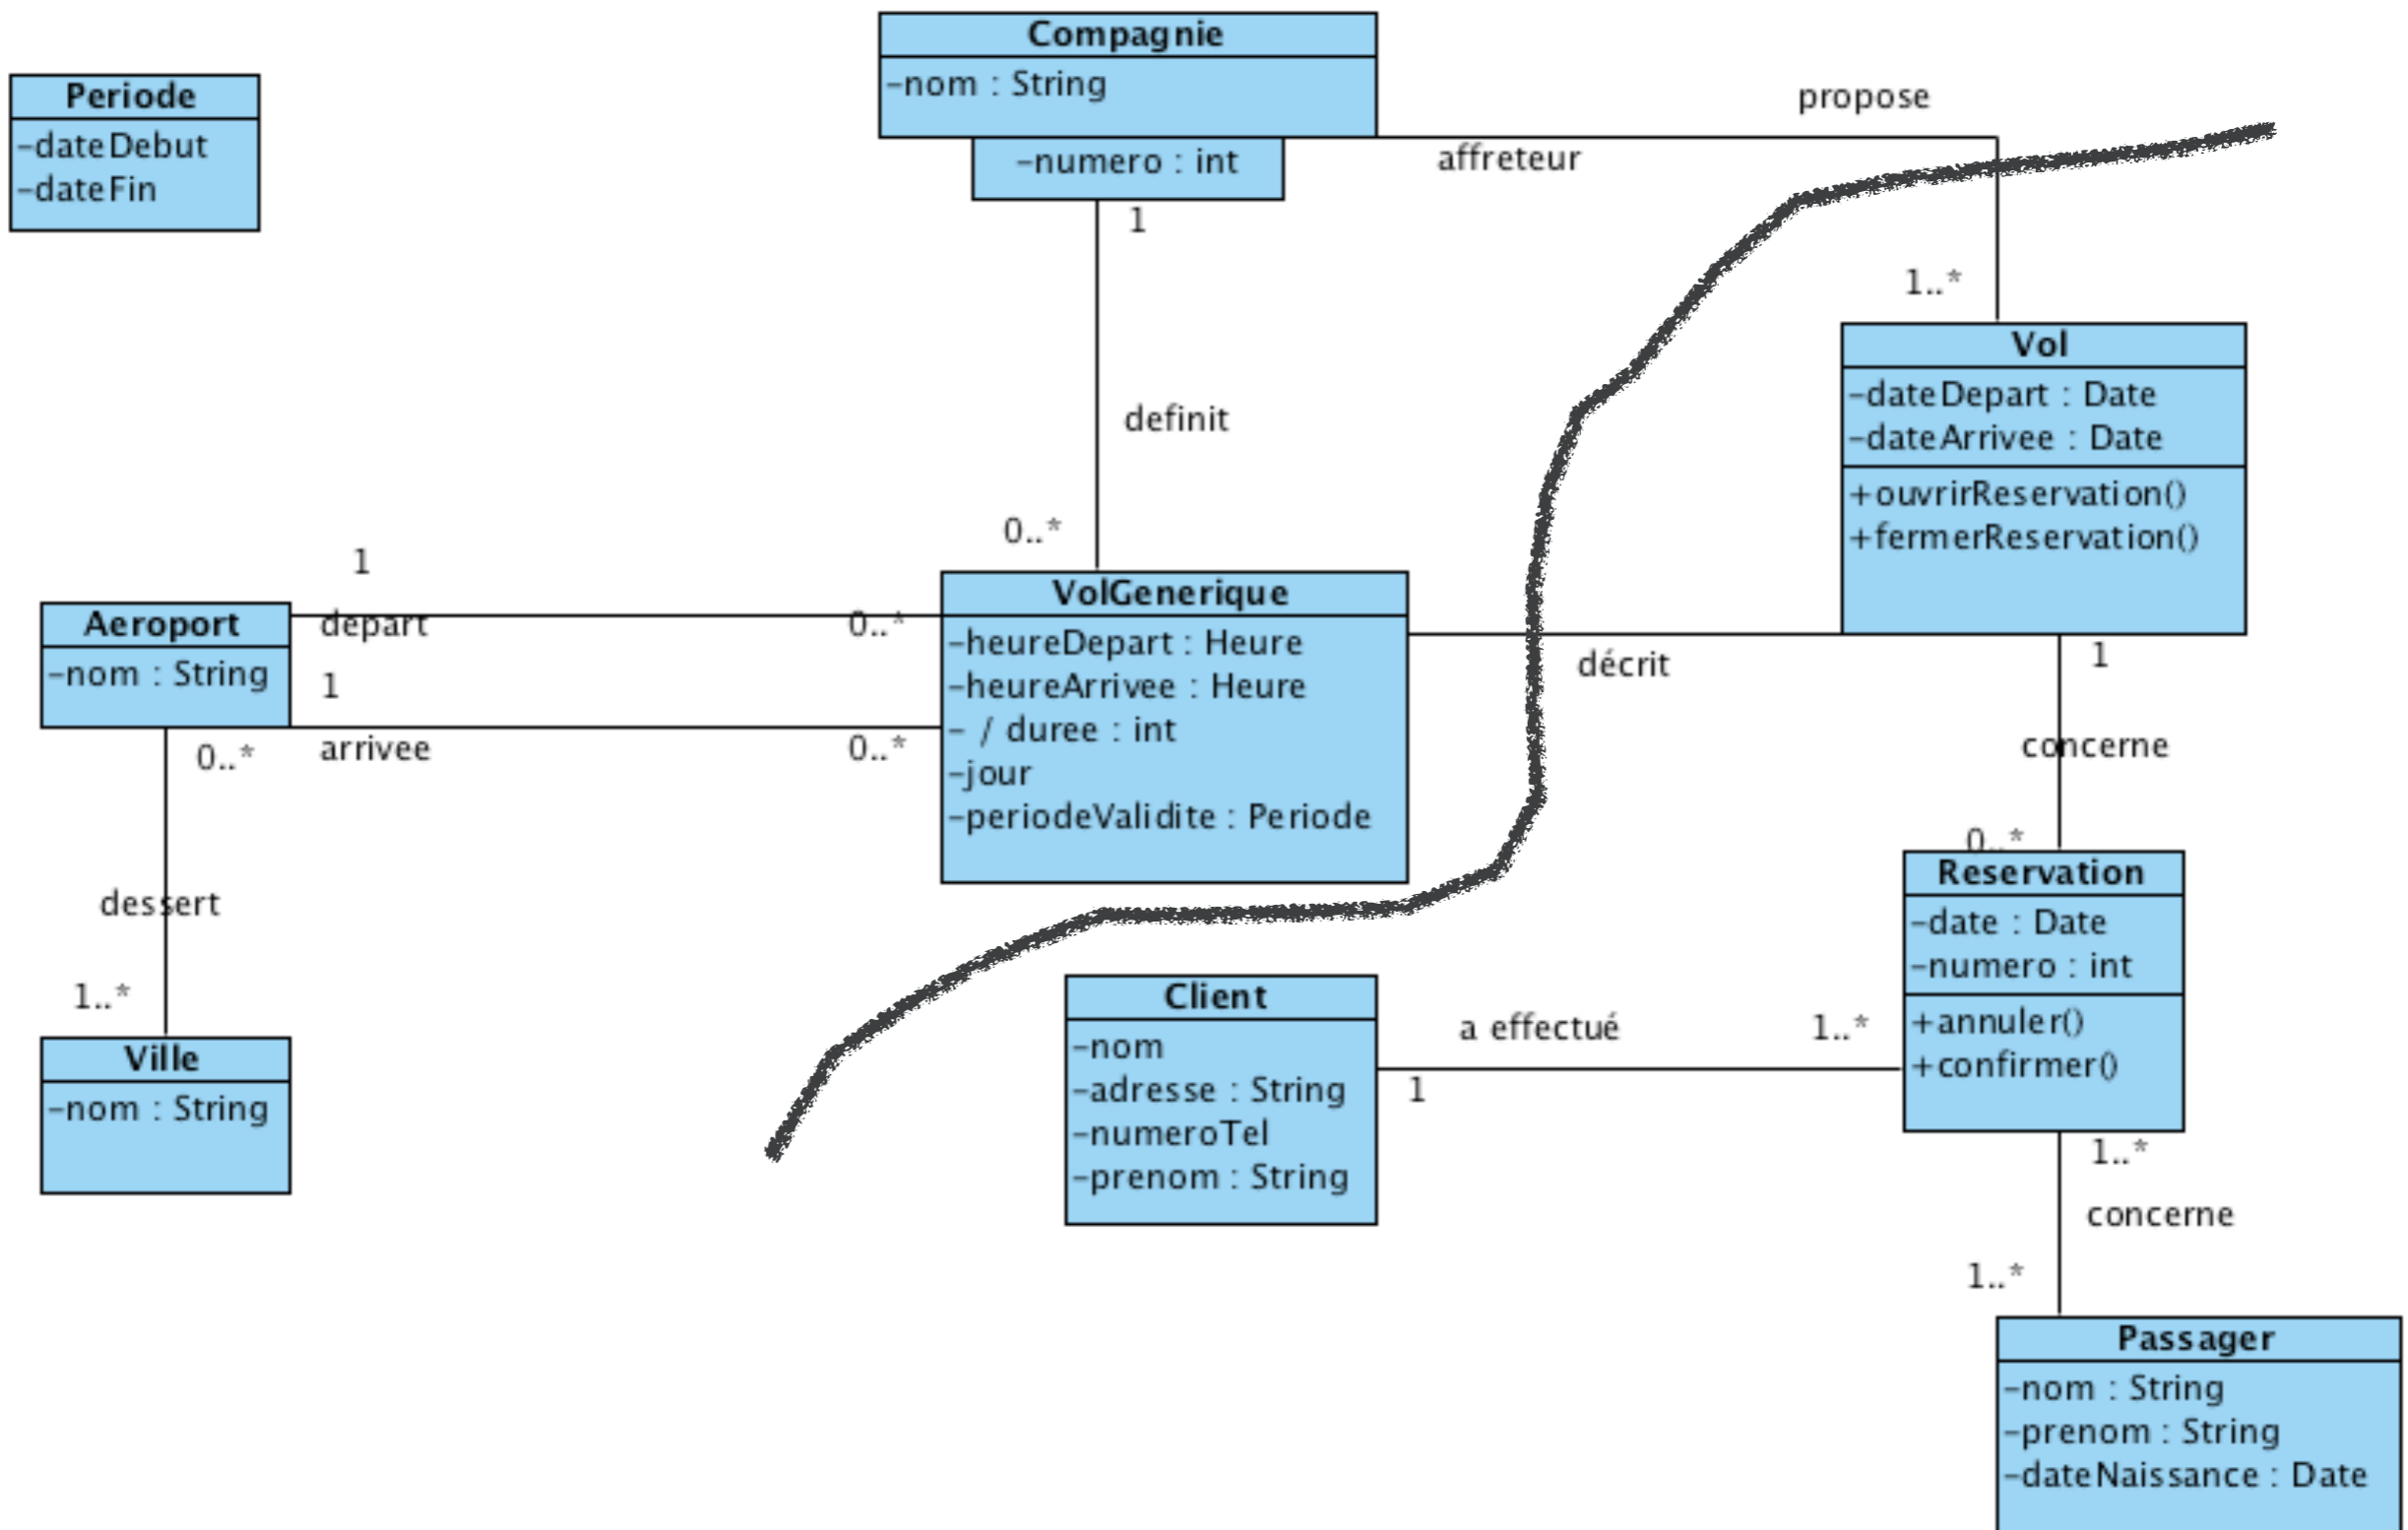 Compagnie
-nom : String
-numero : int
Periode
-dateDebut
-dateFin
propose
affreteur
1
1..*
Vol
-dateDepart : Date
-dateArrivee : Date
+ouvrirReservation()
+fermerReservation()
definit
0..*
VolGenerique
-heureDepart : Heure
-heureArrivee : Heure
- / duree : int
-jour
-periodeValidite : Periode
1
depart
0..*
Aeroport
-nom : String
1
arrivee
0..*
0..*
décrit
1
concerne
0..*
dessert
1..*
Ville
-nom : String
Reservation
-date : Date
-numero : int
+annuler()
+confirmer()
Client
-nom
-adresse : String
-numeroTel
-prenom : String
a effectué
1..*
1
1..*
concerne
1..*
Passager
-nom : String
-prenom : String
-dateNaissance : Date